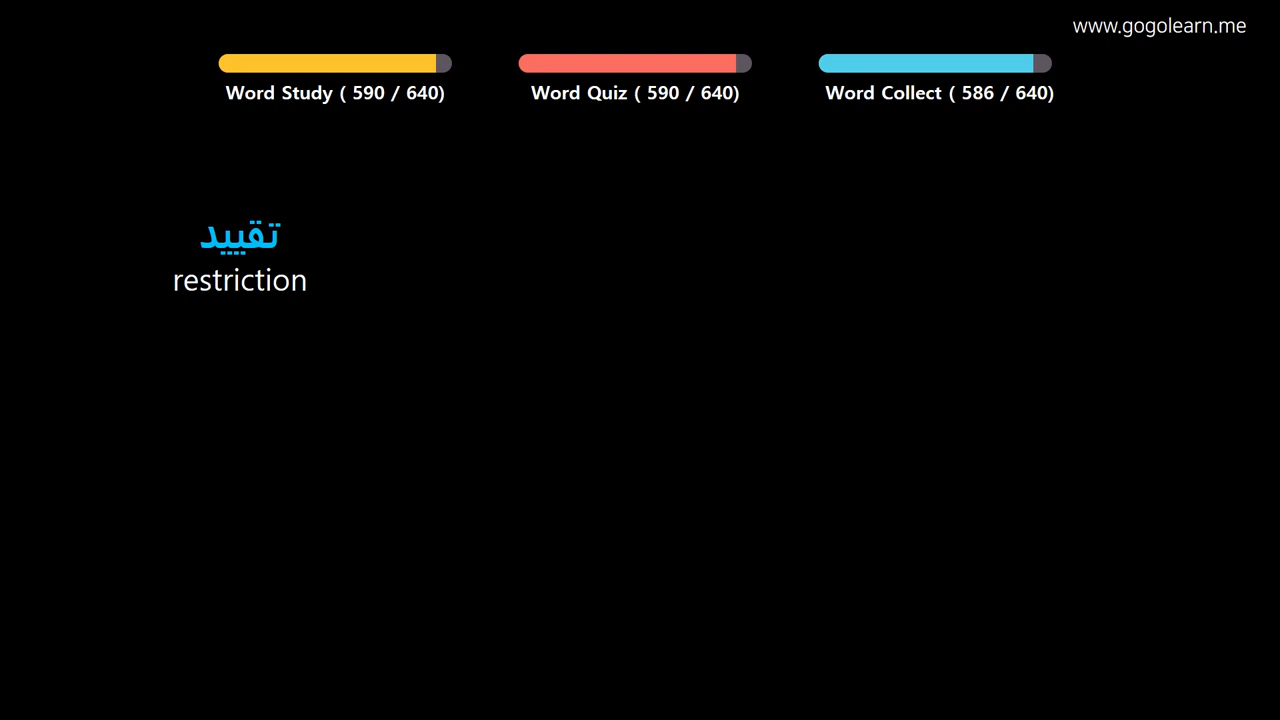 www.gogolearn.me
Word Study ( 590 / 640)
Word Quiz ( 590 / 640)
Word Collect ( 586 / 640)
تقييد
restriction